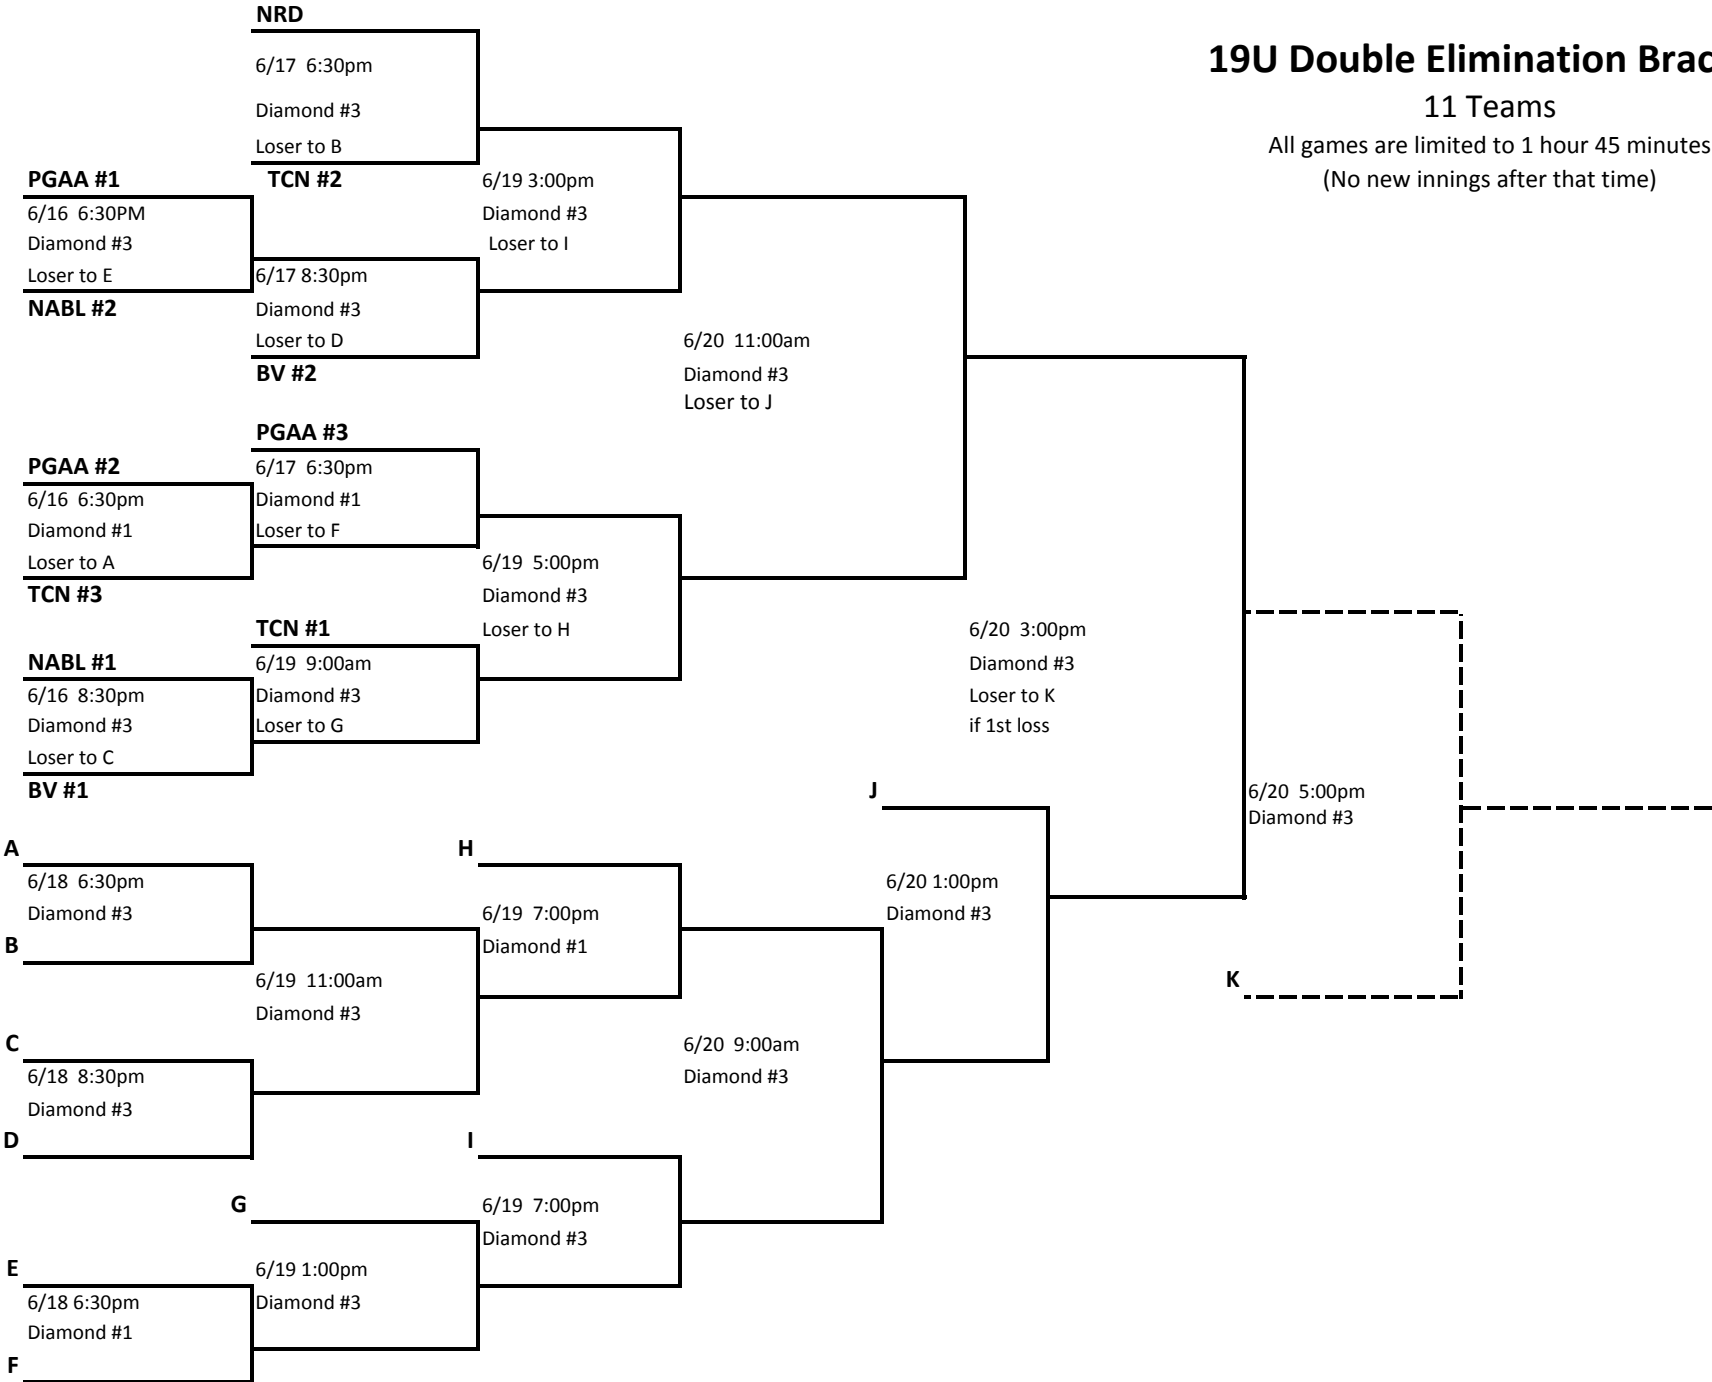 NRD
6/17 6:30pm
Diamond #3
Loser to B
TCN #2
19U Double Elimination Brac
11 Teams
All games are limited to 1 hour 45 minutes
(No new innings after that time)
PGAA #1
6/16 6:30PM
Diamond #3
Loser to E
NABL #2
6/17 8:30pm
Diamond #3
Loser to D
BV #2
6/19 3:00pm
Diamond #3
Loser to I
6/20 11:00am
Diamond #3
Loser to J
PGAA #3
6/17 6:30pm
Diamond #1
Loser to F
PGAA #2
6/16 6:30pm
Diamond #1
Loser to A
TCN #3
6/19 5:00pm
Diamond #3
Loser to H
TCN #1
6/19 9:00am
Diamond #3
Loser to G
NABL #1
6/16 8:30pm
Diamond #3
Loser to C
BV #1
6/20 3:00pm
Diamond #3
Loser to K
if 1st loss
J
6/20 5:00pm
Diamond #3
A
6/18 6:30pm
Diamond #3
B
H
6/19 7:00pm
Diamond #1
6/20 1:00pm
Diamond #3
K
6/19 11:00am
Diamond #3
C
6/18 8:30pm
Diamond #3
D
6/20 9:00am
Diamond #3
I
6/19 7:00pm
Diamond #3
G
6/19 1:00pm
Diamond #3
E
6/18 6:30pm
Diamond #1
F